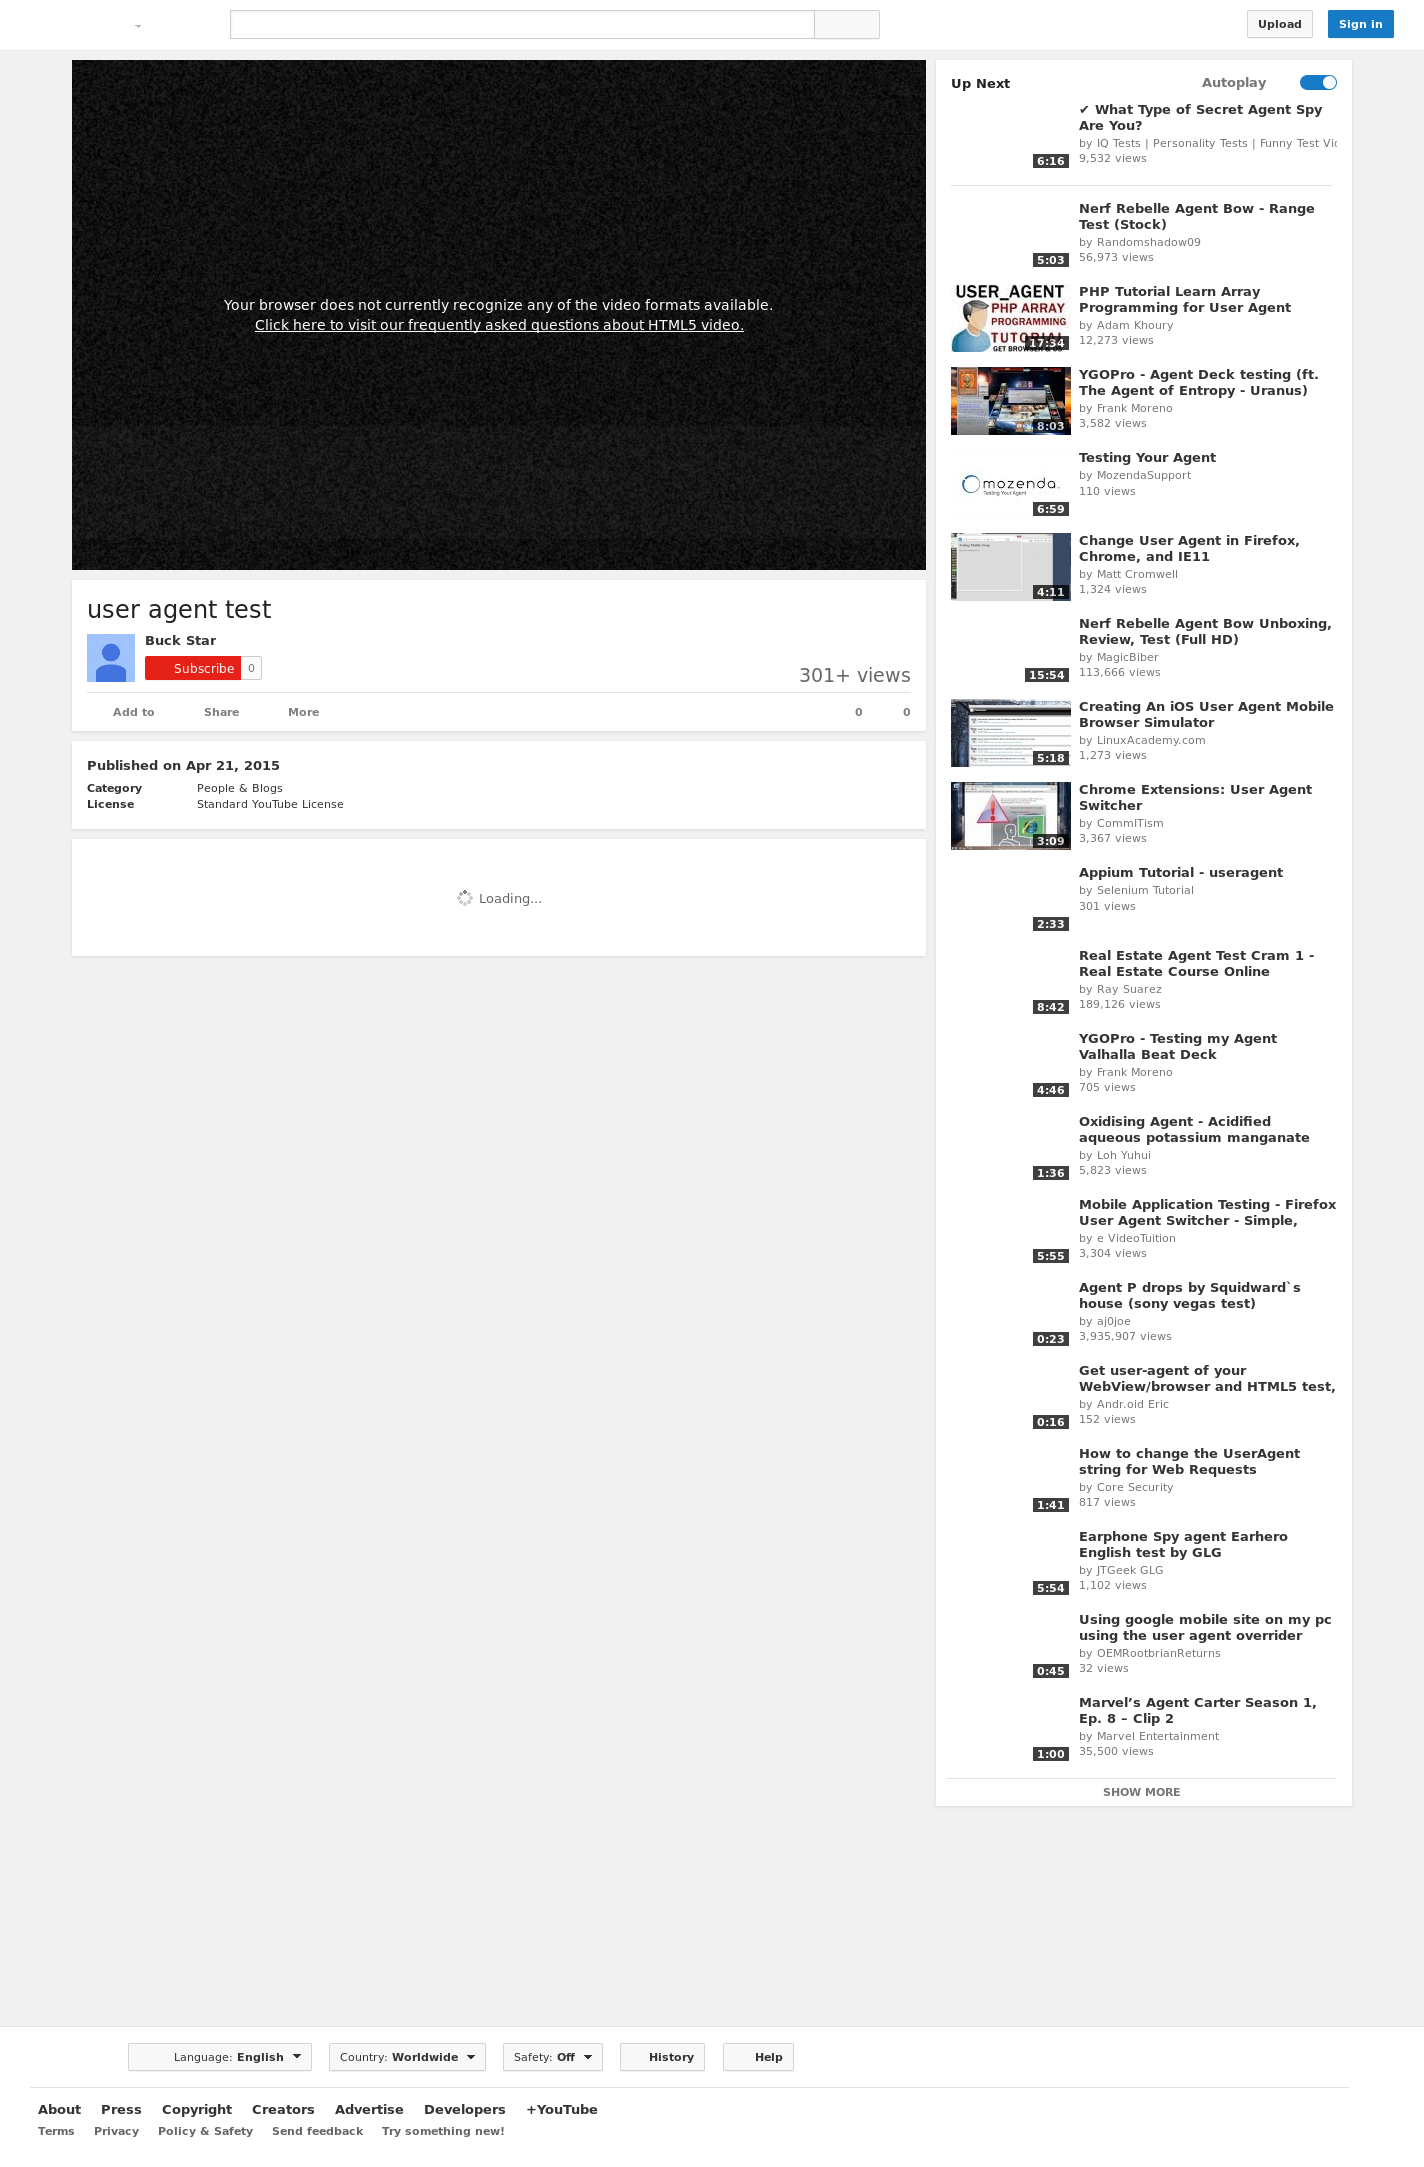 Upload
Sign in
Your browser does not currently recognize any of the video formats available.
Click here to visit our frequently asked questions about HTML5 video.
user agent test
Buck Star
Subscribe 0
301+ views
Add to Share More 0 0
Published on Apr 21, 2015
Category People & Blogs
License Standard YouTube License
Loading...
Up Next Autoplay
✔ What Type of Secret Agent Spy
Are You?
by IQ Tests | Personality Tests | Funny Test
9,532 views
6:16
Nerf Rebelle Agent Bow - Range
Test (Stock)
by Randomshadow09
56,973 views
5:03
USER_AGENT
PHP ARRAY
PROGRAMMING
TUTORIAL
17:34
PHP Tutorial Learn Array
Programming for User Agent
by Adam Khoury
12,273 views
8:03
YGOPro - Agent Deck testing (ft.
The Agent of Entropy - Uranus)
by Frank Moreno
3,582 views
mozenda
Testing Your Agent
6:59
Testing Your Agent
by MozendaSupport
110 views
4:11
Change User Agent in Firefox,
Chrome, and IE11
by Matt Cromwell
1,324 views
15:54
Nerf Rebelle Agent Bow Unboxing,
Review, Test (Full HD)
by MagicBiber
113,666 views
5:18
Creating An iOS User Agent Mobile
Browser Simulator
by LinuxAcademy.com
1,273 views
3:09
Chrome Extensions: User Agent
Switcher
by CommITism
3,367 views
2:33
Appium Tutorial - useragent
by Selenium Tutorial
301 views
8:42
Real Estate Agent Test Cram 1 -
Real Estate Course Online
by Ray Suarez
189,126 views
4:46
YGOPro - Testing my Agent
Valhalla Beat Deck
by Frank Moreno
705 views
1:36
Oxidising Agent - Acidified
aqueous potassium manganate
by Loh Yuhui
5,823 views
5:55
Mobile Application Testing - Firefox
User Agent Switcher - Simple,
by e VideoTuition
3,304 views
0:23
Agent P drops by Squidward`s
house (sony vegas test)
by aj0joe
3,935,907 views
0:16
Get user-agent of your
WebView/browser and HTML5 test,
by Andr.oid Eric
152 views
1:41
How to change the UserAgent
string for Web Requests
by Core Security
817 views
5:54
Earphone Spy agent Earhero
English test by GLG
by JTGeek GLG
1,102 views
0:45
Using google mobile site on my pc
using the user agent overrider
by OEMRootbrianReturns
32 views
1:00
Marvel’s Agent Carter Season 1,
Ep. 8 – Clip 2
by Marvel Entertainment
35,500 views
SHOW MORE
Language: English Country: Worldwide Safety: Off History Help
About Press Copyright Creators Advertise Developers +YouTube
Terms Privacy Policy & Safety Send feedback Try something new!